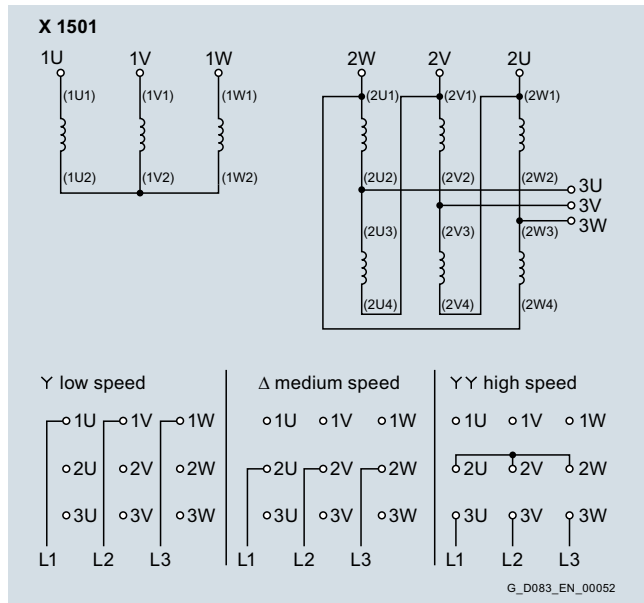 X 1501
1U 1V 1W 2W 2V 2U
(1U1) (1V1) (1W1) (2U1) (2V1) (2W1)
(1U2) (1V2) (1W2) (2U2) (2V2) (2W2)
3U
3V
3W
(2U3) (2V3) (2W3)
(2U4) (2V4) (2W4)
Y low speed
1U 1V 1W
2U 2V 2W
3U 3V 3W
L1 L2 L3
Δ medium speed
1U 1V 1W
2U 2V 2W
3U 3V 3W
L1 L2 L3
YY high speed
1U 1V 1W
2U 2V 2W
3U 3V 3W
L1 L2 L3
G_D083_EN_00052